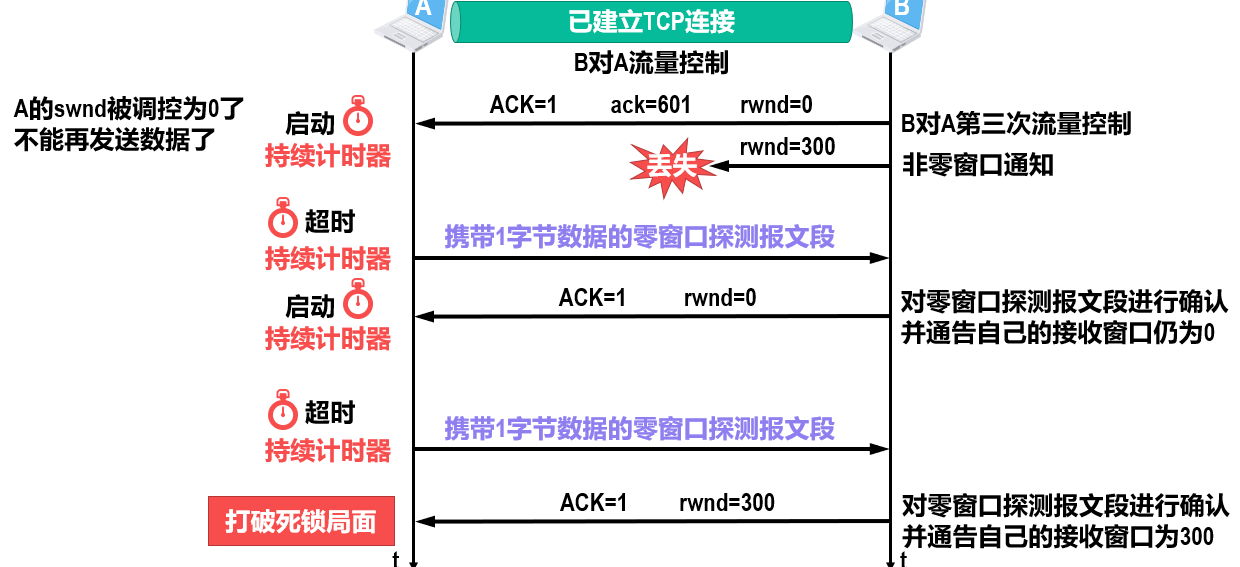 A
已建立TCP连接
B
B对A流量控制
A的swnd被调控为0了
不能再发送数据了
启动
持续计时器
ACK=1 ack=601 rwnd=0
B对A第三次流量控制
丢失
rwnd=300
非零窗口通知
超时
持续计时器
携带1字节数据的零窗口探测报文段
启动
持续计时器
ACK=1 rwnd=0
对零窗口探测报文段进行确认
并通告自己的接收窗口仍为0
超时
持续计时器
携带1字节数据的零窗口探测报文段
打破死锁局面
ACK=1 rwnd=300
对零窗口探测报文段进行确认
并通告自己的接收窗口为300
t
t